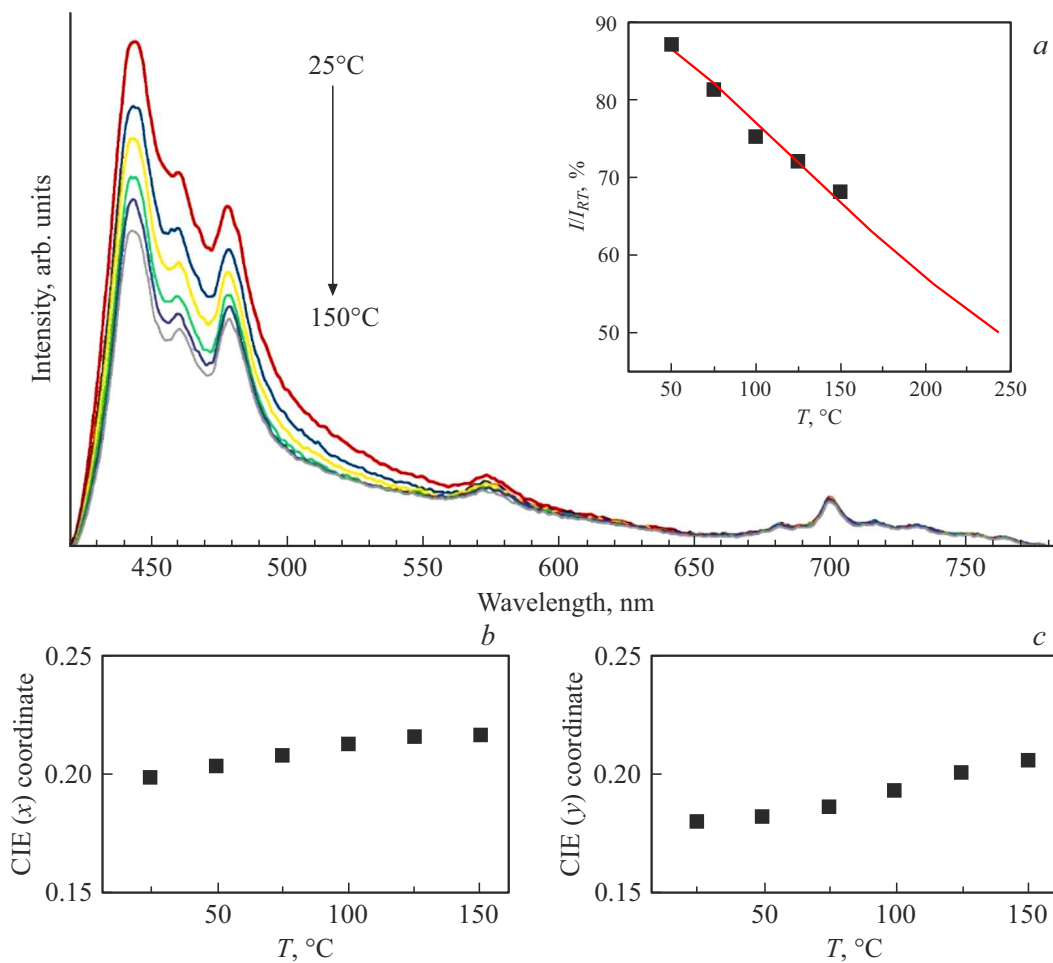 Intensity, arb. units
25°C
150°C
450 500 550 600 650 700 750
Wavelength, nm
a
90
80
70
60
50
I/I_RT, %
50 100 150 200 250
T, °C
b
0.25
0.20
0.15
CIE (x) coordinate
50 100 150
T, °C
c
0.25
0.20
0.15
CIE (y) coordinate
50 100 150
T, °C